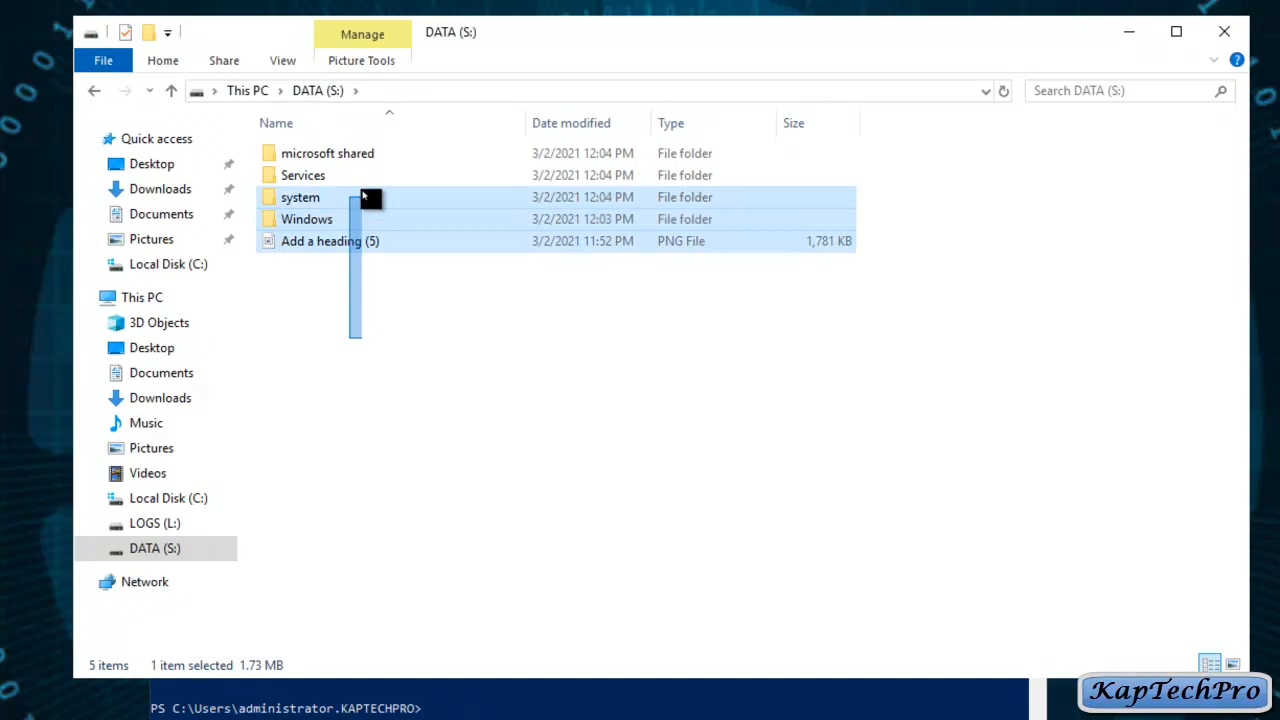 Manage
DATA (S:)
File
Home
Share
View
Picture Tools
This PC
DATA (S:)
Search DATA (S:)
Name
Date modified
Type
Size
Quick access
Desktop
Downloads
Documents
Pictures
Local Disk (C:)
This PC
3D Objects
Desktop
Documents
Downloads
Music
Pictures
Videos
Local Disk (C:)
LOGS (L:)
DATA (S:)
Network
microsoft shared 3/2/2021 12:04 PM File folder
Services 3/2/2021 12:04 PM File folder
system 3/2/2021 12:04 PM File folder
Windows 3/2/2021 12:03 PM File folder
Add a heading (5) 3/2/2021 11:52 PM PNG File 1,781 KB
5 items 1 item selected 1.73 MB
PS C:\Users\administrator.KAPTECHPRO>
KapTechPro